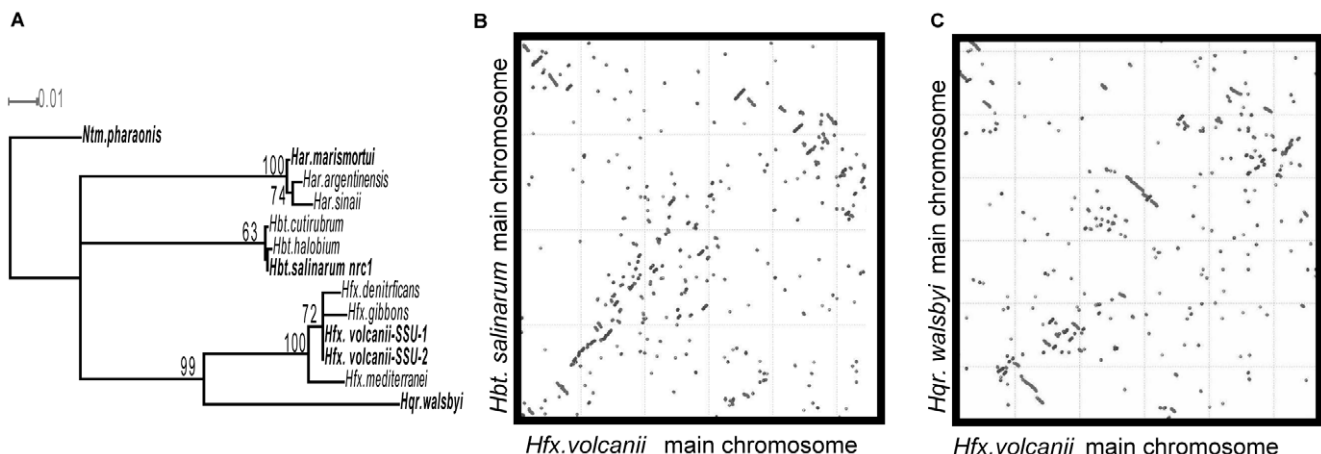 A
0.01
Ntm.pharaonis
100
Har.marismortui
Har.argentinensis
74
Har.sinaii
63
Hbt.cutirubrum
Hbt.halobium
Hbt.salinarum nrc1
Hfx.denitrficans
72
Hfx.gibbons
Hfx. volcanii-SSU-1
100
Hfx. volcanii-SSU-2
99
Hfx.mediterranei
Hqr.walsbyi
B
Hbt. salinarum main chromosome
Hfx.volcanii main chromosome
C
Hqr. walsbyi main chromosome
Hfx.volcanii main chromosome